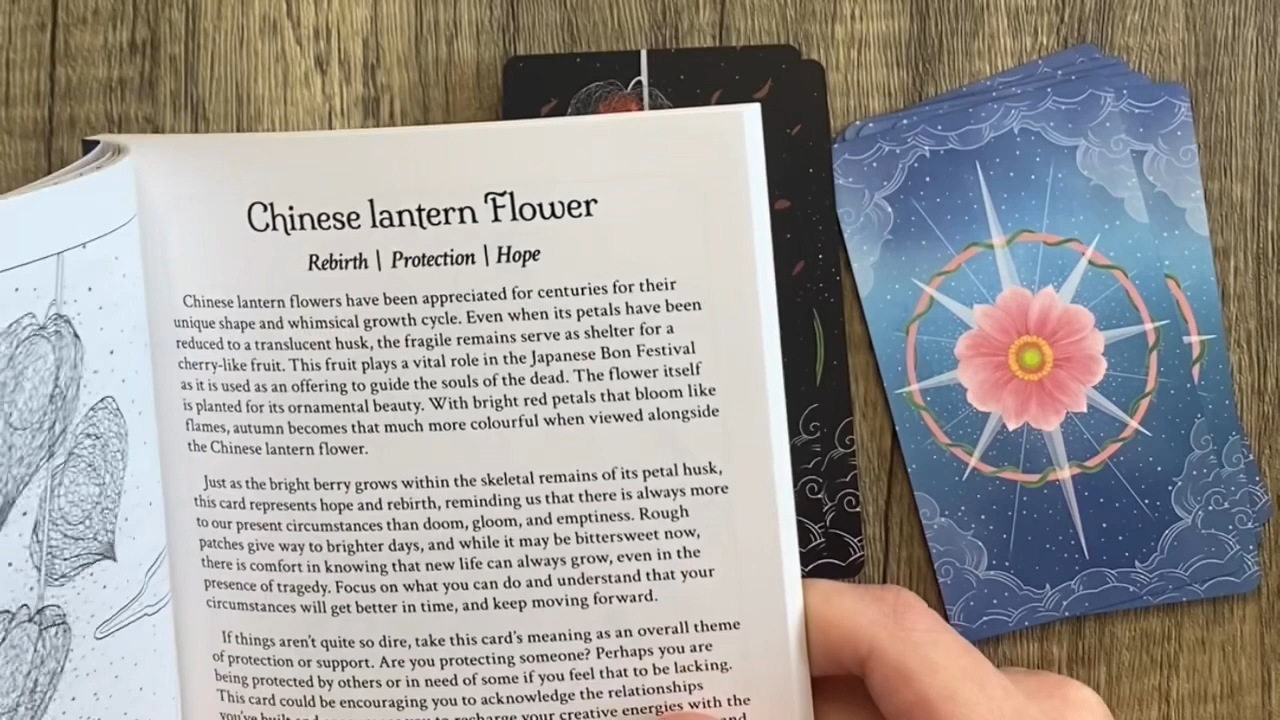 Chinese lantern Flower
Rebirth | Protection | Hope
Chinese lantern flowers have been appreciated for centuries for their
unique shape and whimsical growth cycle. Even when its petals have been
reduced to a translucent husk, the fragile remains serve as shelter for a
cherry-like fruit. This fruit plays a vital role in the Japanese Bon Festival
as it is used as an offering to guide the souls of the dead. The flower itself
is planted for its ornamental beauty. With bright red petals that bloom like
flames, autumn becomes that much more colourful when viewed alongside
the Chinese lantern flower.
Just as the bright berry grows within the skeletal remains of its petal husk,
this card represents hope and rebirth, reminding us that there is always more
to our present circumstances than doom, gloom, and emptiness. Rough
patches give way to brighter days, and while it may be bittersweet now,
there is comfort in knowing that new life can always grow, even in the
presence of tragedy. Focus on what you can do and understand that your
circumstances will get better in time, and keep moving forward.
If things aren't quite so dire, take this card's meaning as an overall theme
of protection or support. Are you protecting someone? Perhaps you are
being protected by others or in need of some if you feel that to be lacking.
This card could be encouraging you to acknowledge the relationships
you've built recharge your creative energies with the
and